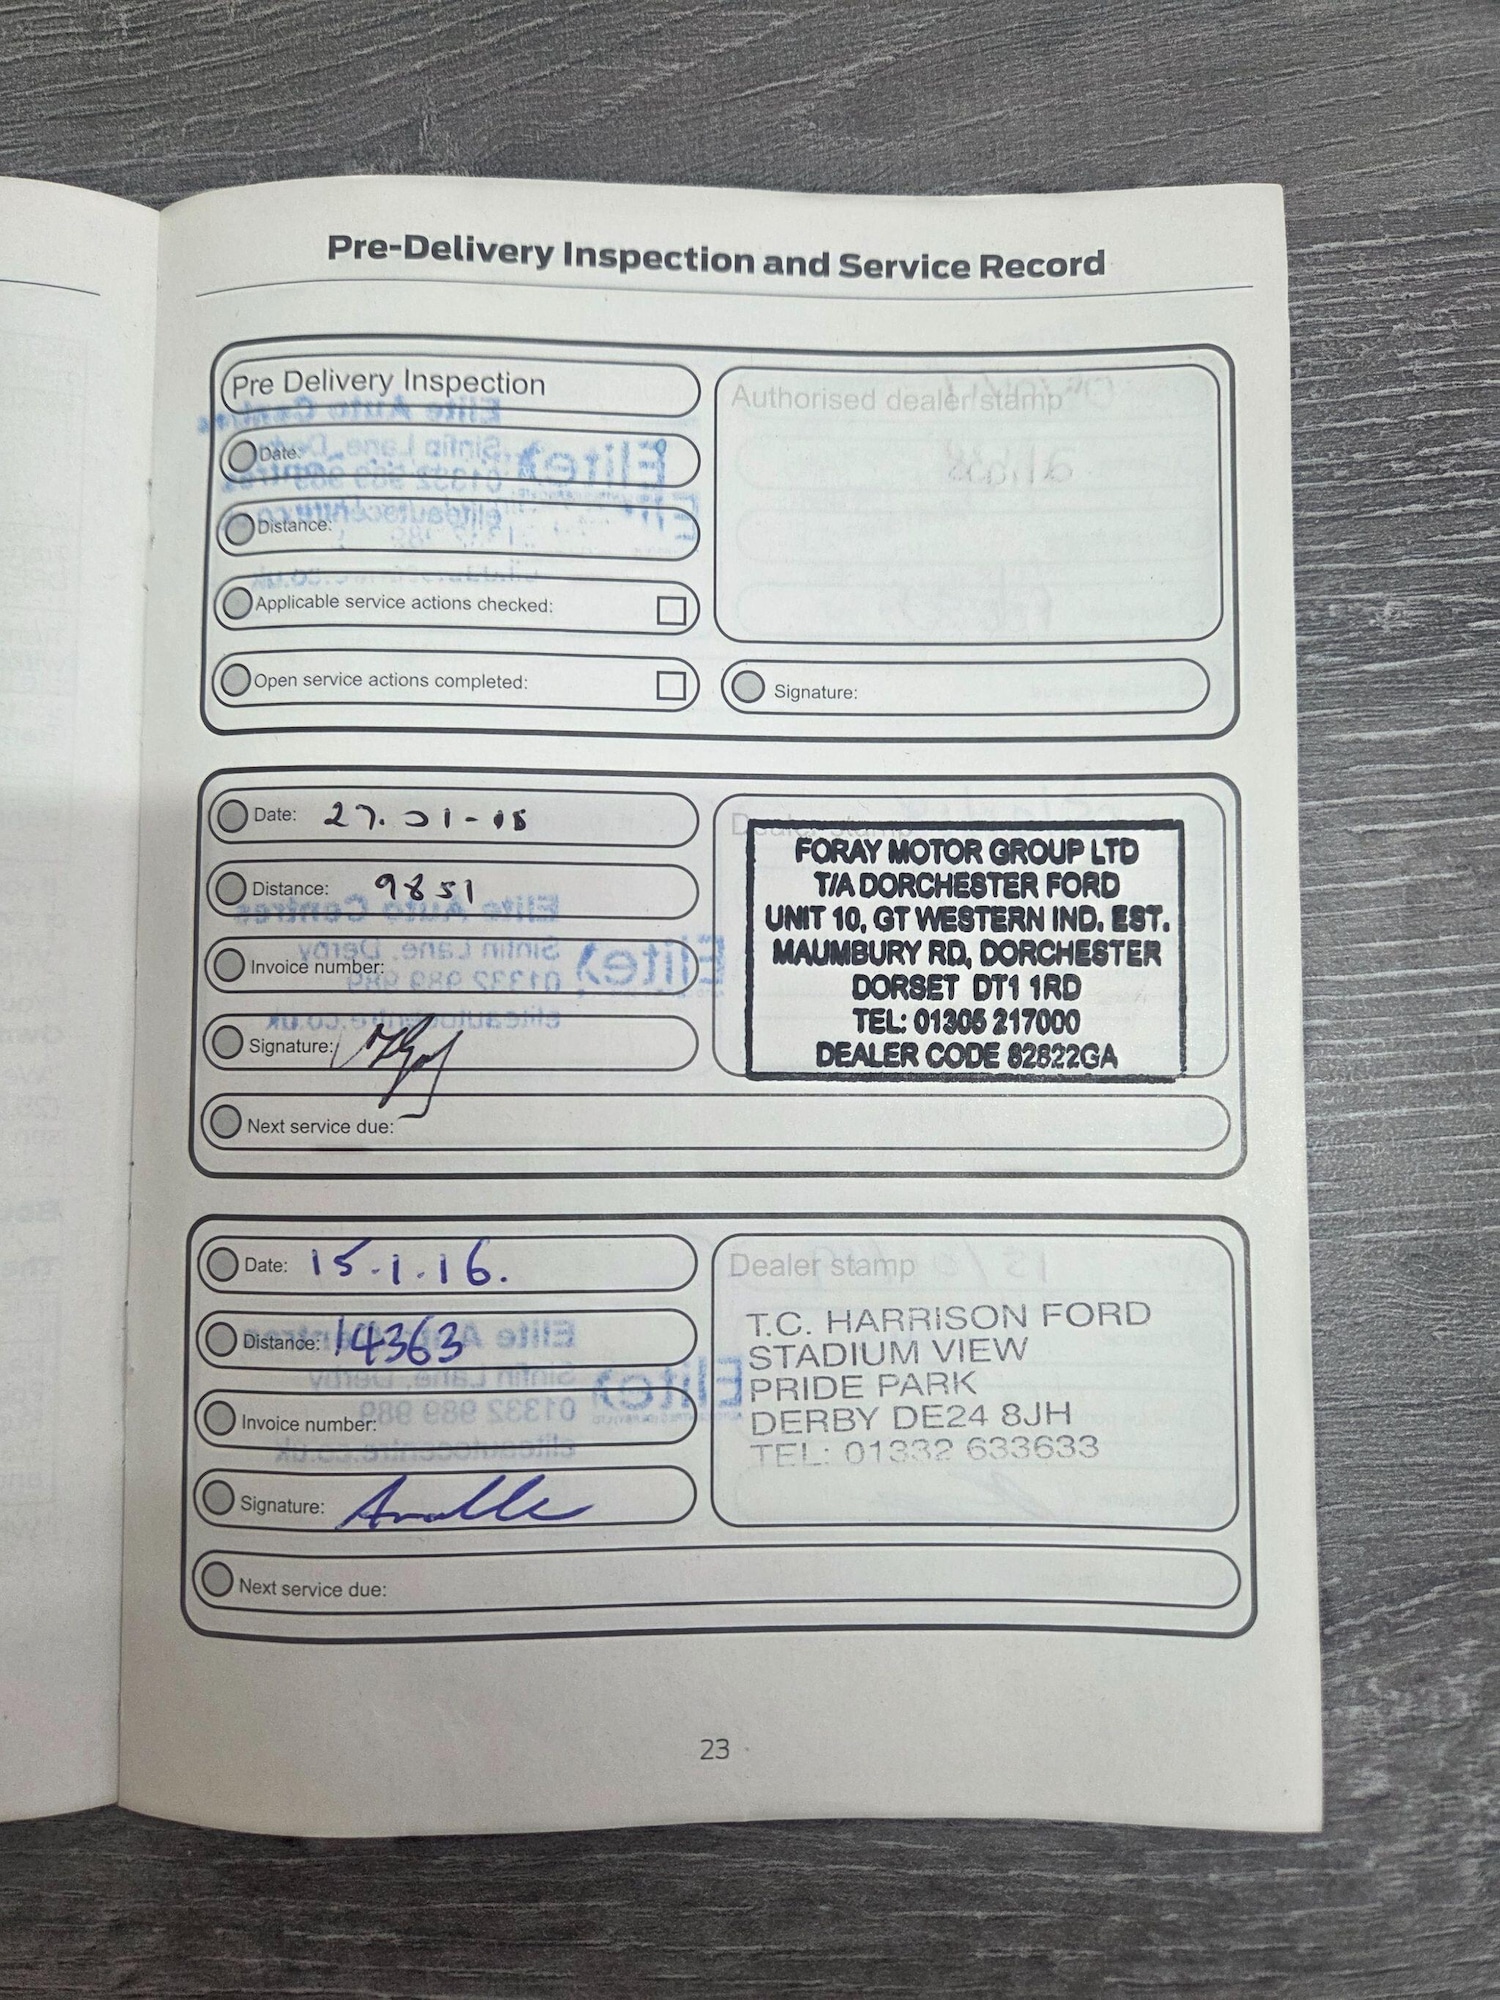 Pre-Delivery Inspection and Service Record
Pre Delivery Inspection
Authorised dealer stamp
Date:
Distance:
Applicable service actions checked:
Open service actions completed:
Signature:
Date: 27.01-15
Distance: 9851
Invoice number:
Signature:
Next service due:
Dealer stamp
FORAY MOTOR GROUP LTD
T/A DORCHESTER FORD
UNIT 10, GT WESTERN IND. EST.
MAUMBURY RD, DORCHESTER
DORSET DT1 1RD
TEL: 01305 217000
DEALER CODE 82822GA
Date: 15.1.16.
Distance: 14363
Invoice number:
Signature:
Next service due:
Dealer stamp
T.C. HARRISON FORD
STADIUM VIEW
PRIDE PARK
DERBY DE24 8JH
TEL: 01332 633633
23